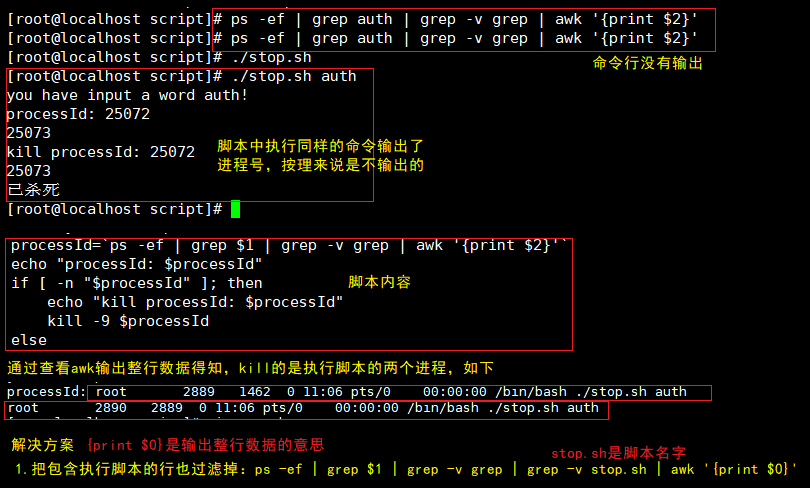 [root@localhost script]# ps -ef | grep auth | grep -v grep | awk '{print $2}'
[root@localhost script]# ps -ef | grep auth | grep -v grep | awk '{print $2}'
[root@localhost script]# ./stop.sh
命令行没有输出
[root@localhost script]# ./stop.sh auth
you have input a word auth!
processId: 25072
25073
kill processId: 25072
25073
已杀死
[root@localhost script]#
脚本中执行同样的命令输出了
进程号，按理来说是不输出的
processId=`ps -ef | grep $1 | grep -v grep | awk '{print $2}'`
echo "processId: $processId"
if [ -n "$processId" ]; then
echo "kill processId: $processId"
kill -9 $processId
else
脚本内容
通过查看awk输出整行数据得知，kill的是执行脚本的两个进程，如下
processId: root 2889 1462 0 11:06 pts/0 00:00:00 /bin/bash ./stop.sh auth
root 2890 2889 0 11:06 pts/0 00:00:00 /bin/bash ./stop.sh auth
解决方案 {print $0}是输出整行数据的意思
stop.sh是脚本名字
1.把包含执行脚本的行也过滤掉：ps -ef | grep $1 | grep -v grep | grep -v stop.sh | awk '{print $0}'